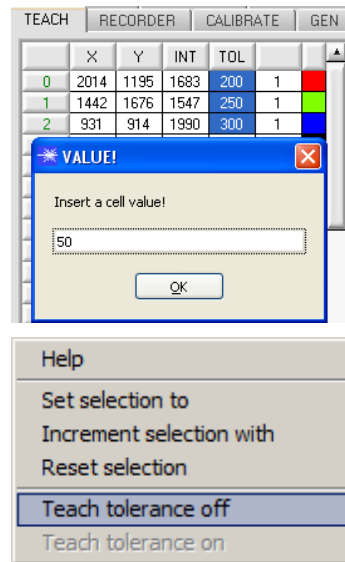 TEACH RECORDER CALIBRATE GEN
X Y INT TOL
0 2014 1195 1683 200 1
1 1442 1676 1547 250 1
2 931 914 1990 300 1
VALUE!
Insert a cell value!
50
OK
Help
Set selection to
Increment selection with
Reset selection
Teach tolerance off
Teach tolerance on